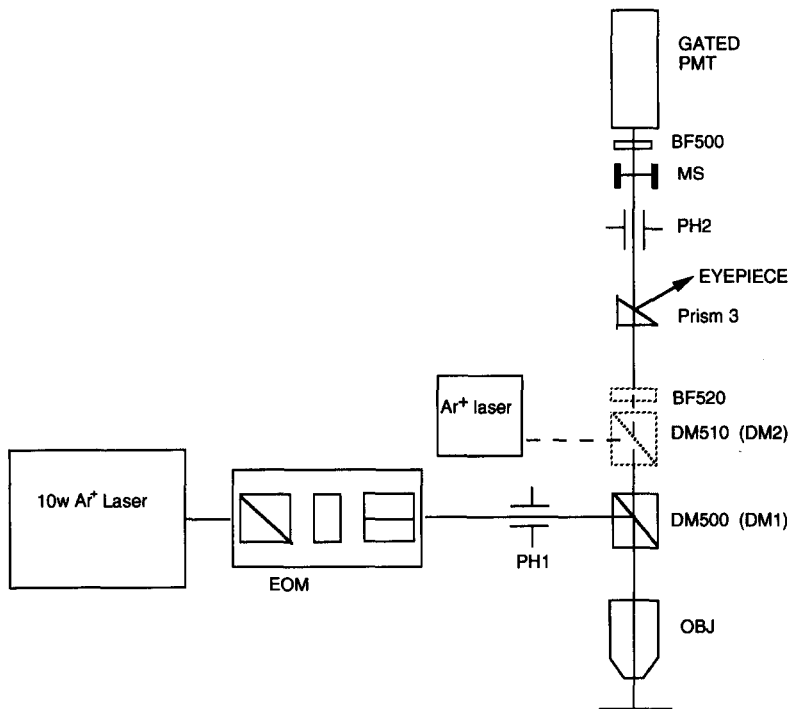 GATED
PMT
BF500
MS
PH2
EYEPIECE
Prism 3
BF520
Ar+ laser
DM510 (DM2)
10w Ar+ Laser
DM500 (DM1)
PH1
EOM
OBJ